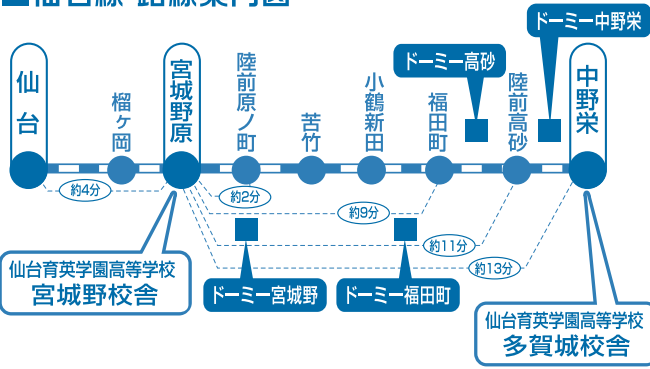 ■仙台線 路線案内図
ドーミー中野栄
ドーミー高砂
仙台
榴ヶ岡
宮城野原
陸前原ノ町
苦竹
小鶴新田
福田町
陸前高砂
中野栄
約4分
約2分
約9分
約11分
約13分
仙台育英学園高等学校
宮城野校舎
ドーミー宮城野
ドーミー福田町
仙台育英学園高等学校
多賀城校舎